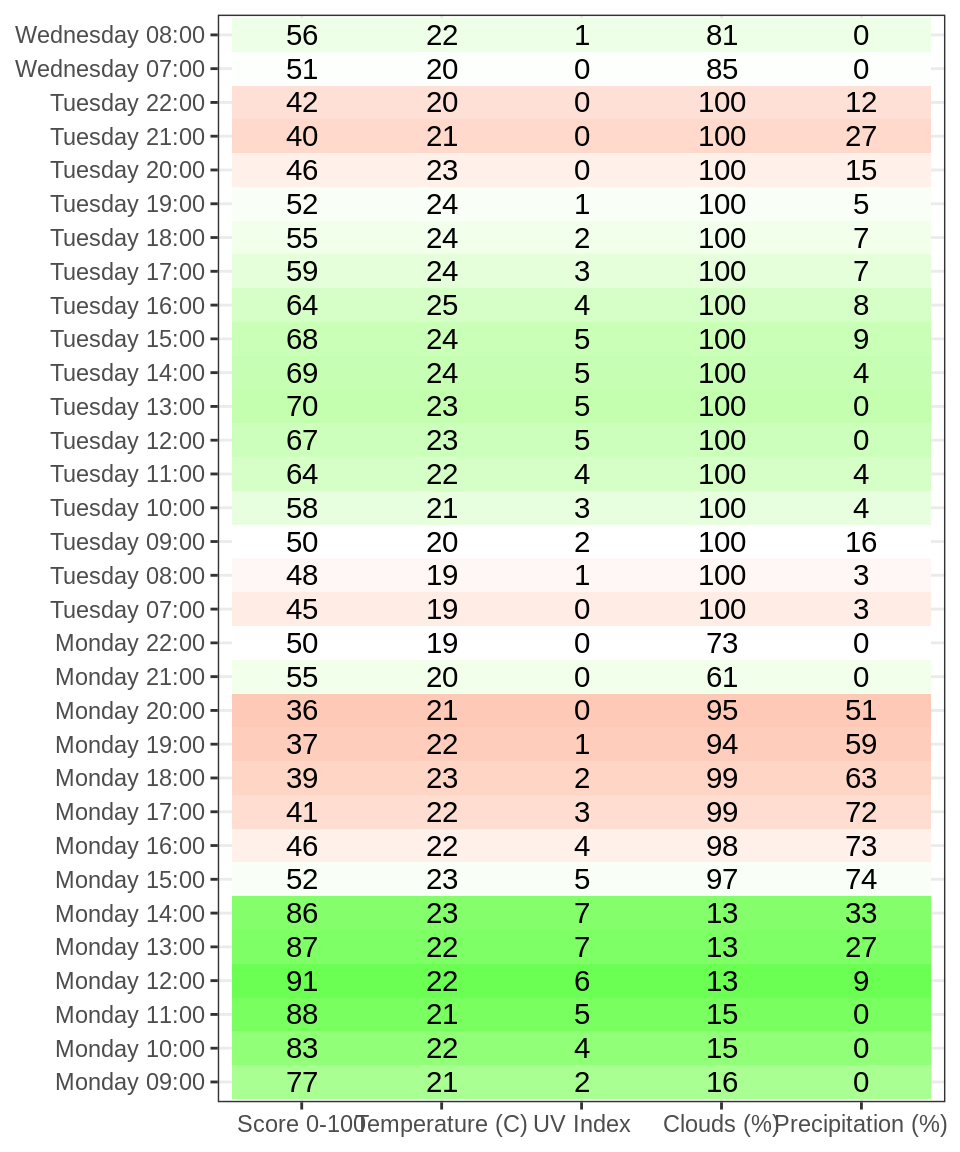 Wednesday 08:00 56 22 1 81 0
Wednesday 07:00 51 20 0 85 0
Tuesday 22:00 42 20 0 100 12
Tuesday 21:00 40 21 0 100 27
Tuesday 20:00 46 23 0 100 15
Tuesday 19:00 52 24 1 100 5
Tuesday 18:00 55 24 2 100 7
Tuesday 17:00 59 24 3 100 7
Tuesday 16:00 64 25 4 100 8
Tuesday 15:00 68 24 5 100 9
Tuesday 14:00 69 24 5 100 4
Tuesday 13:00 70 23 5 100 0
Tuesday 12:00 67 23 5 100 0
Tuesday 11:00 64 22 4 100 4
Tuesday 10:00 58 21 3 100 4
Tuesday 09:00 50 20 2 100 16
Tuesday 08:00 48 19 1 100 3
Tuesday 07:00 45 19 0 100 3
Monday 22:00 50 19 0 73 0
Monday 21:00 55 20 0 61 0
Monday 20:00 36 21 0 95 51
Monday 19:00 37 22 1 94 59
Monday 18:00 39 23 2 99 63
Monday 17:00 41 22 3 99 72
Monday 16:00 46 22 4 98 73
Monday 15:00 52 23 5 97 74
Monday 14:00 86 23 7 13 33
Monday 13:00 87 22 7 13 27
Monday 12:00 91 22 6 13 9
Monday 11:00 88 21 5 15 0
Monday 10:00 83 22 4 15 0
Monday 09:00 77 21 2 16 0
Score 0-100 Temperature (C) UV Index Clouds (%) Precipitation (%)